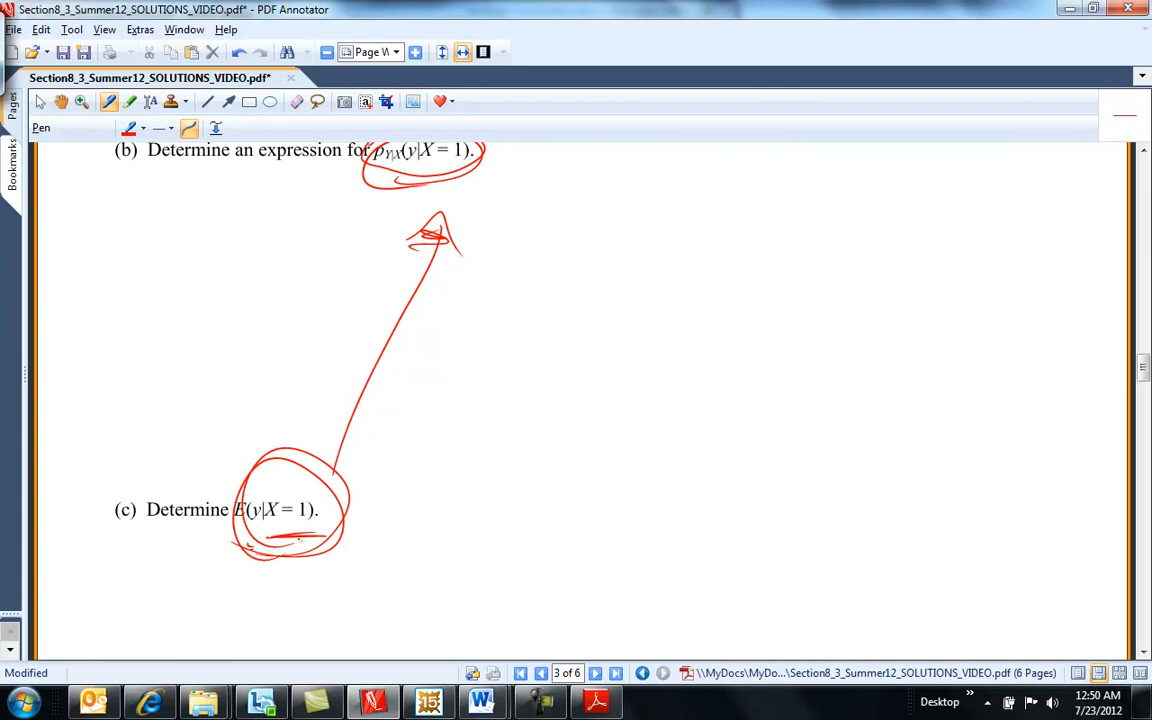 Section8_3_Summer12_SOLUTIONS_VIDEO.pdf* - PDF Annotator
File Edit Tool View Extras Window Help
Page W
Section8_3_Summer12_SOLUTIONS_VIDEO.pdf*
Pen
Pages
Bookmarks
(b) Determine an expression for p_{Y|X}(y|X = 1).
(c) Determine E(y|X = 1).
Modified
3 of 6
\\MyDocs\MyDo...\Section8_3_Summer12_SOLUTIONS_VIDEO.pdf (6 Pages)
Desktop
12:50 AM
7/23/2012